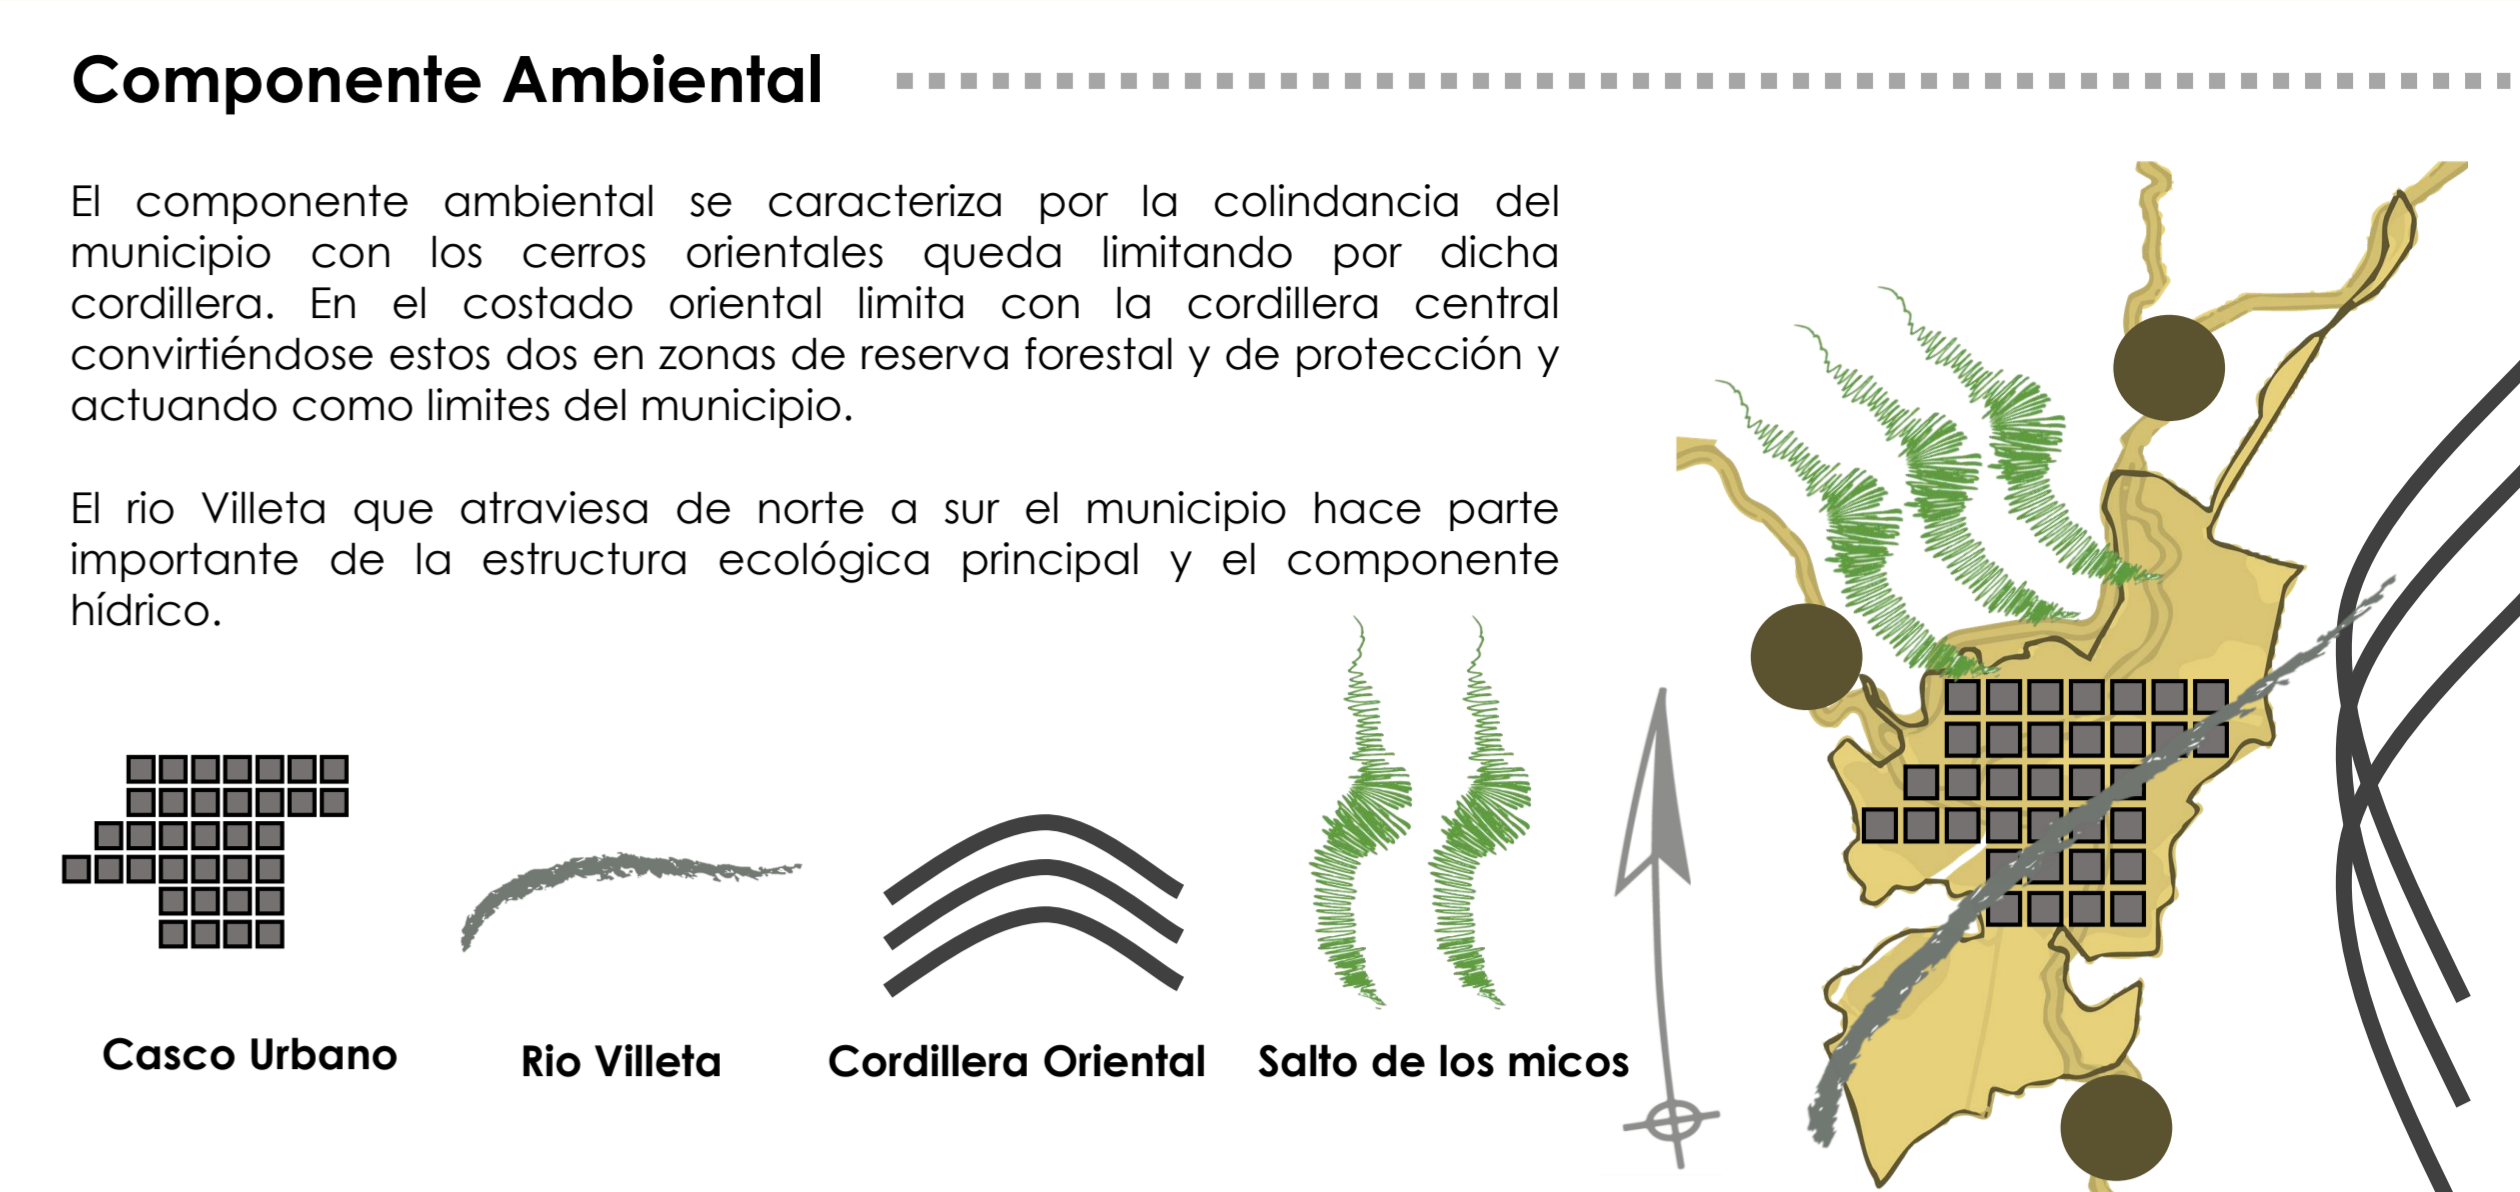 Componente Ambiental
El componente ambiental se caracteriza por la colindancia del
municipio con los cerros orientales queda limitando por dicha
cordillera. En el costado oriental limita con la cordillera central
convirtiéndose estos dos en zonas de reserva forestal y de protección y
actuando como limites del municipio.
El rio Villeta que atraviesa de norte a sur el municipio hace parte
importante de la estructura ecológica principal y el componente
hídrico.
Casco Urbano
Rio Villeta
Cordillera Oriental
Salto de los micos